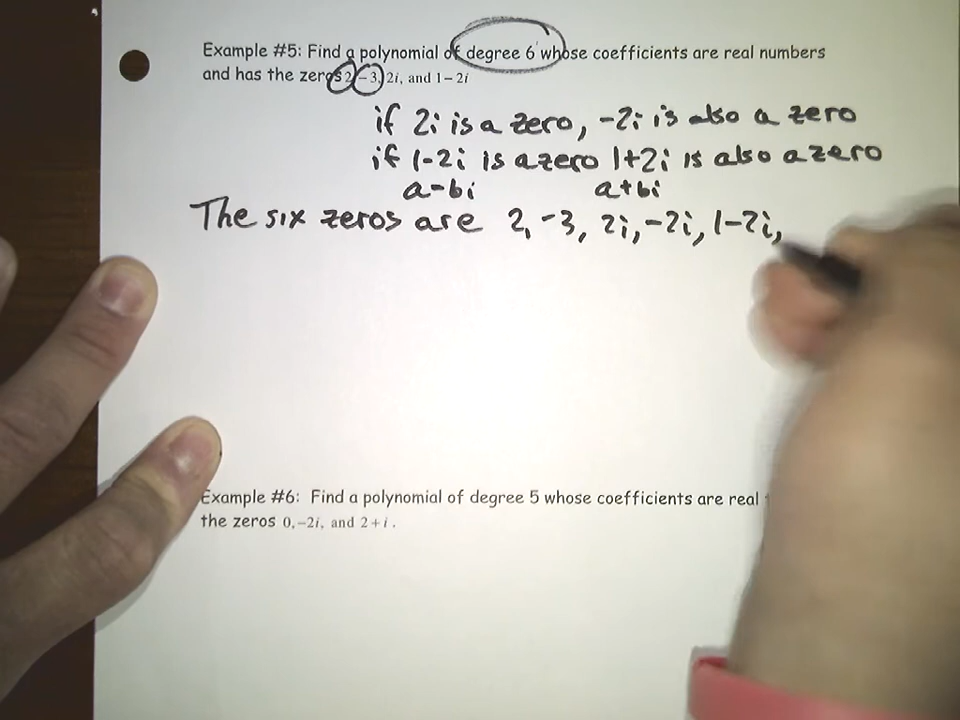 Example #5: Find a polynomial of degree 6 whose coefficients are real numbers
and has the zeros 2, -3, 2i, and 1-2i
if 2i is a zero, -2i is also a zero
if 1-2i is a zero 1+2i is also a zero
a-bi a+bi
The six zeros are 2, -3, 2i, -2i, 1-2i,
Example #6: Find a polynomial of degree 5 whose coefficients are real
the zeros 0, -2i, and 2+i.